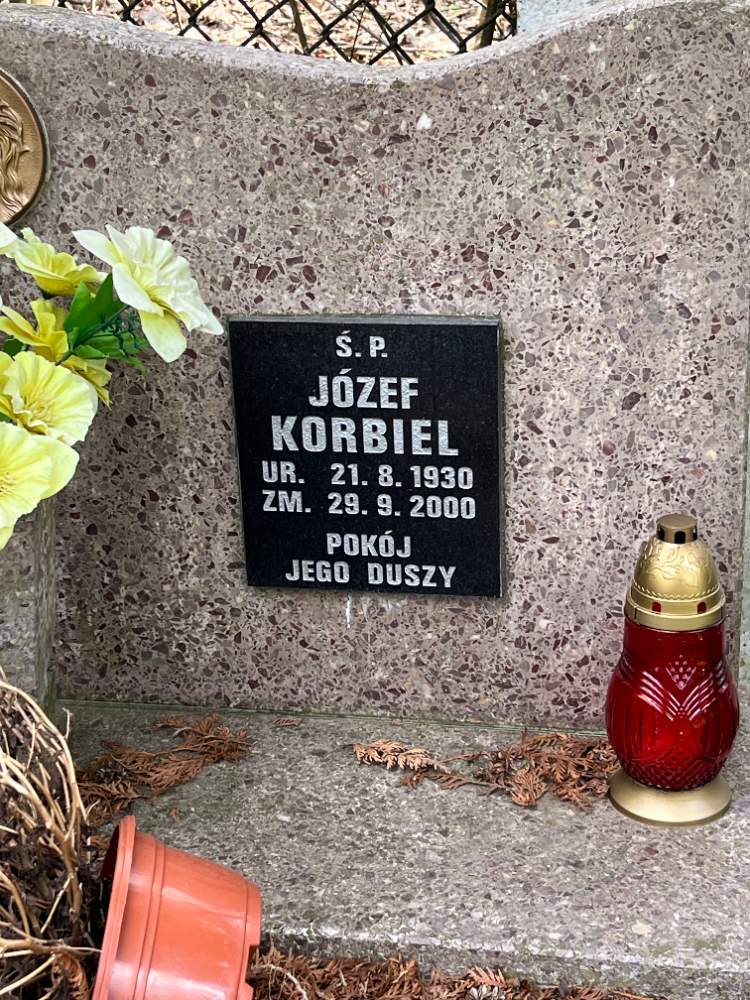 Ś. P.
JÓZEF
KORBIEL
UR. 21. 8. 1930
ZM. 29. 9. 2000
POKÓJ
JEGO DUSZY